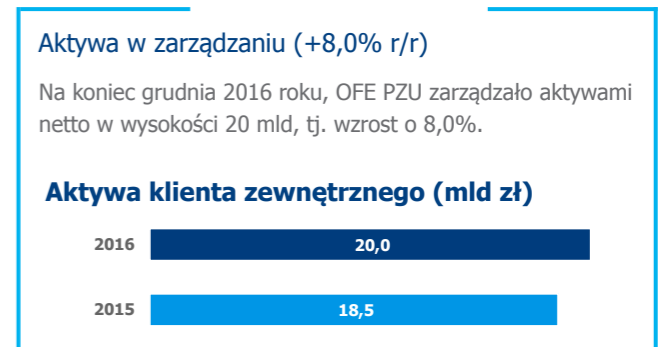 Aktywa w zarządzaniu (+8,0% r/r)
Na koniec grudnia 2016 roku, OFE PZU zarządzało aktywami
netto w wysokości 20 mld, tj. wzrost o 8,0%.
Aktywa klienta zewnętrznego (mld zł)
2016 20,0
2015 18,5